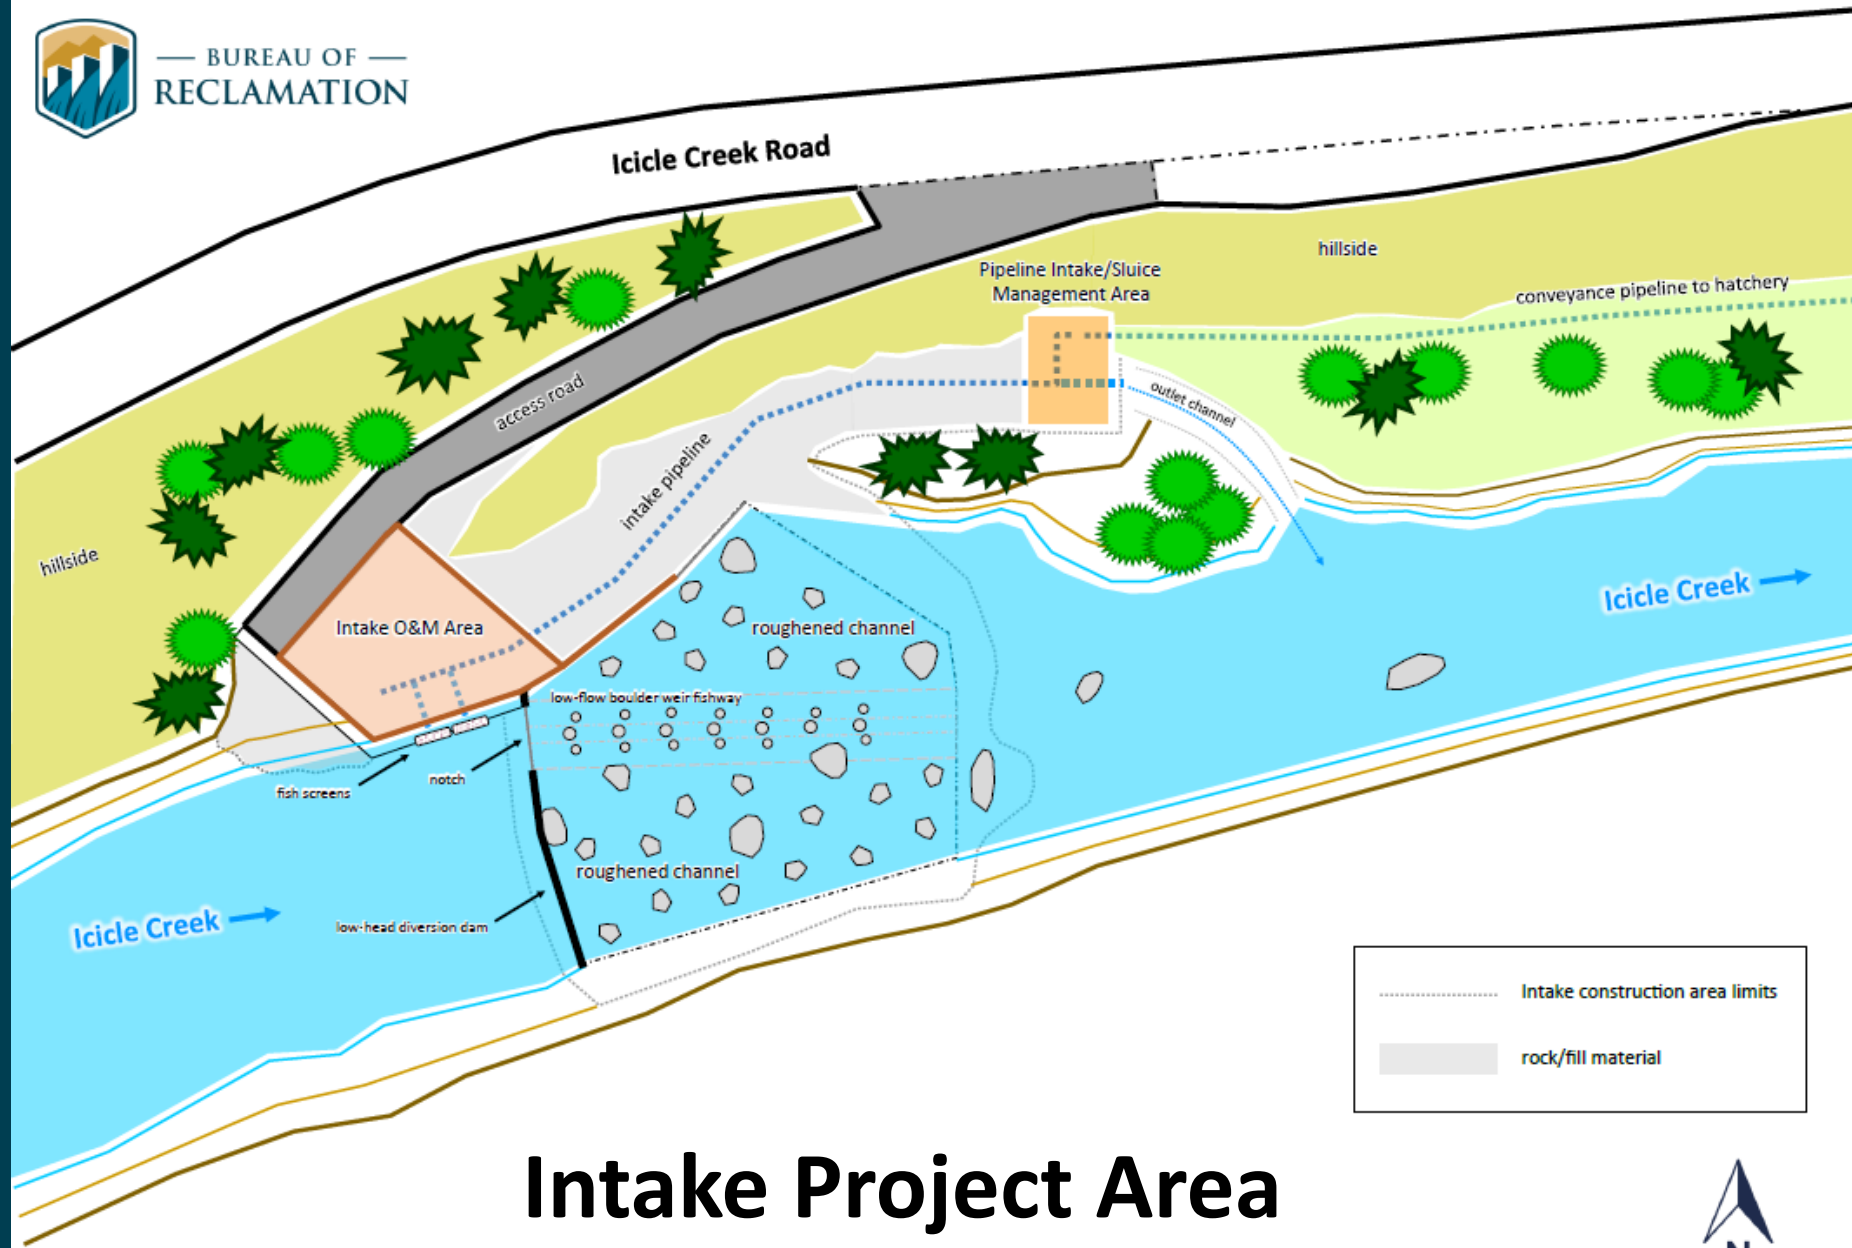 BUREAU OF
RECLAMATION
Icicle Creek Road
hillside
Pipeline Intake/Sluice
Management Area
conveyance pipeline to hatchery
access road
outlet channel
intake pipeline
hillside
Icicle Creek
Intake O&M Area
roughened channel
low-flow boulder weir fishway
notch
fish screens
roughened channel
Icicle Creek
low-head diversion dam
Intake construction area limits
rock/fill material
Intake Project Area
N